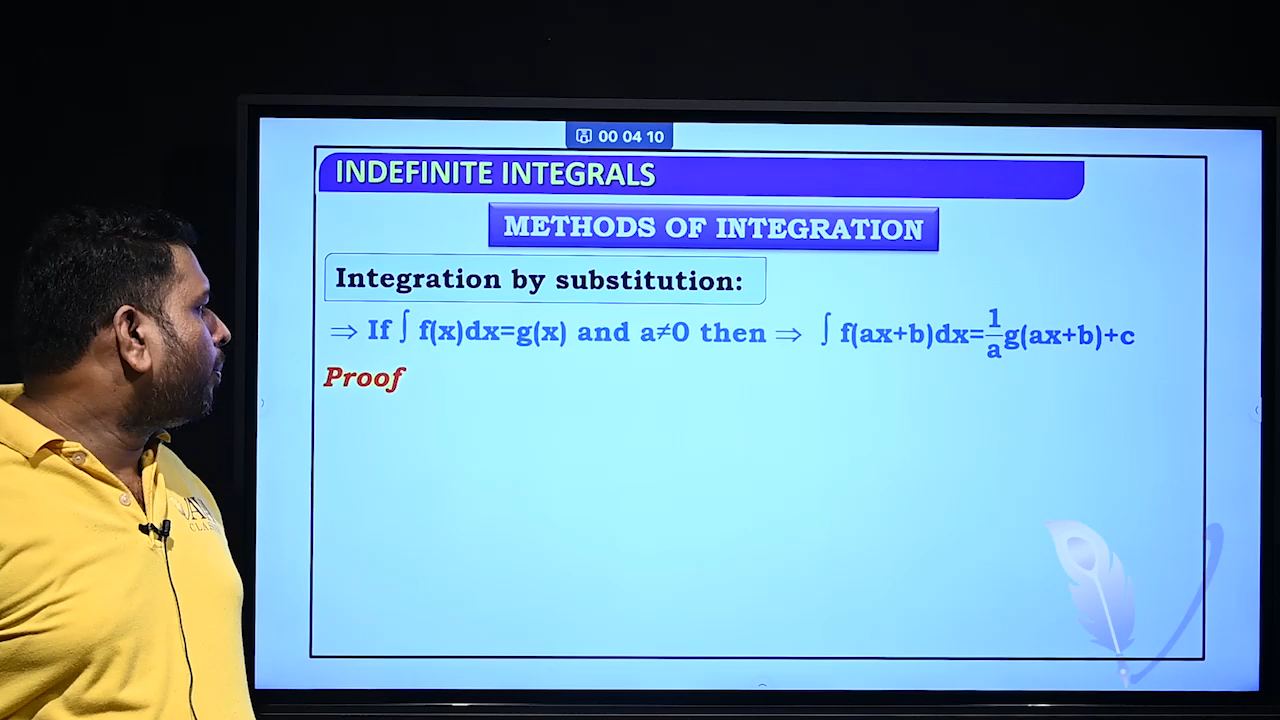 00 04 10
INDEFINITE INTEGRALS
METHODS OF INTEGRATION
Integration by substitution:
⇒ If ∫ f(x)dx=g(x) and a≠0 then ⇒ ∫ f(ax+b)dx=1/a g(ax+b)+c
Proof